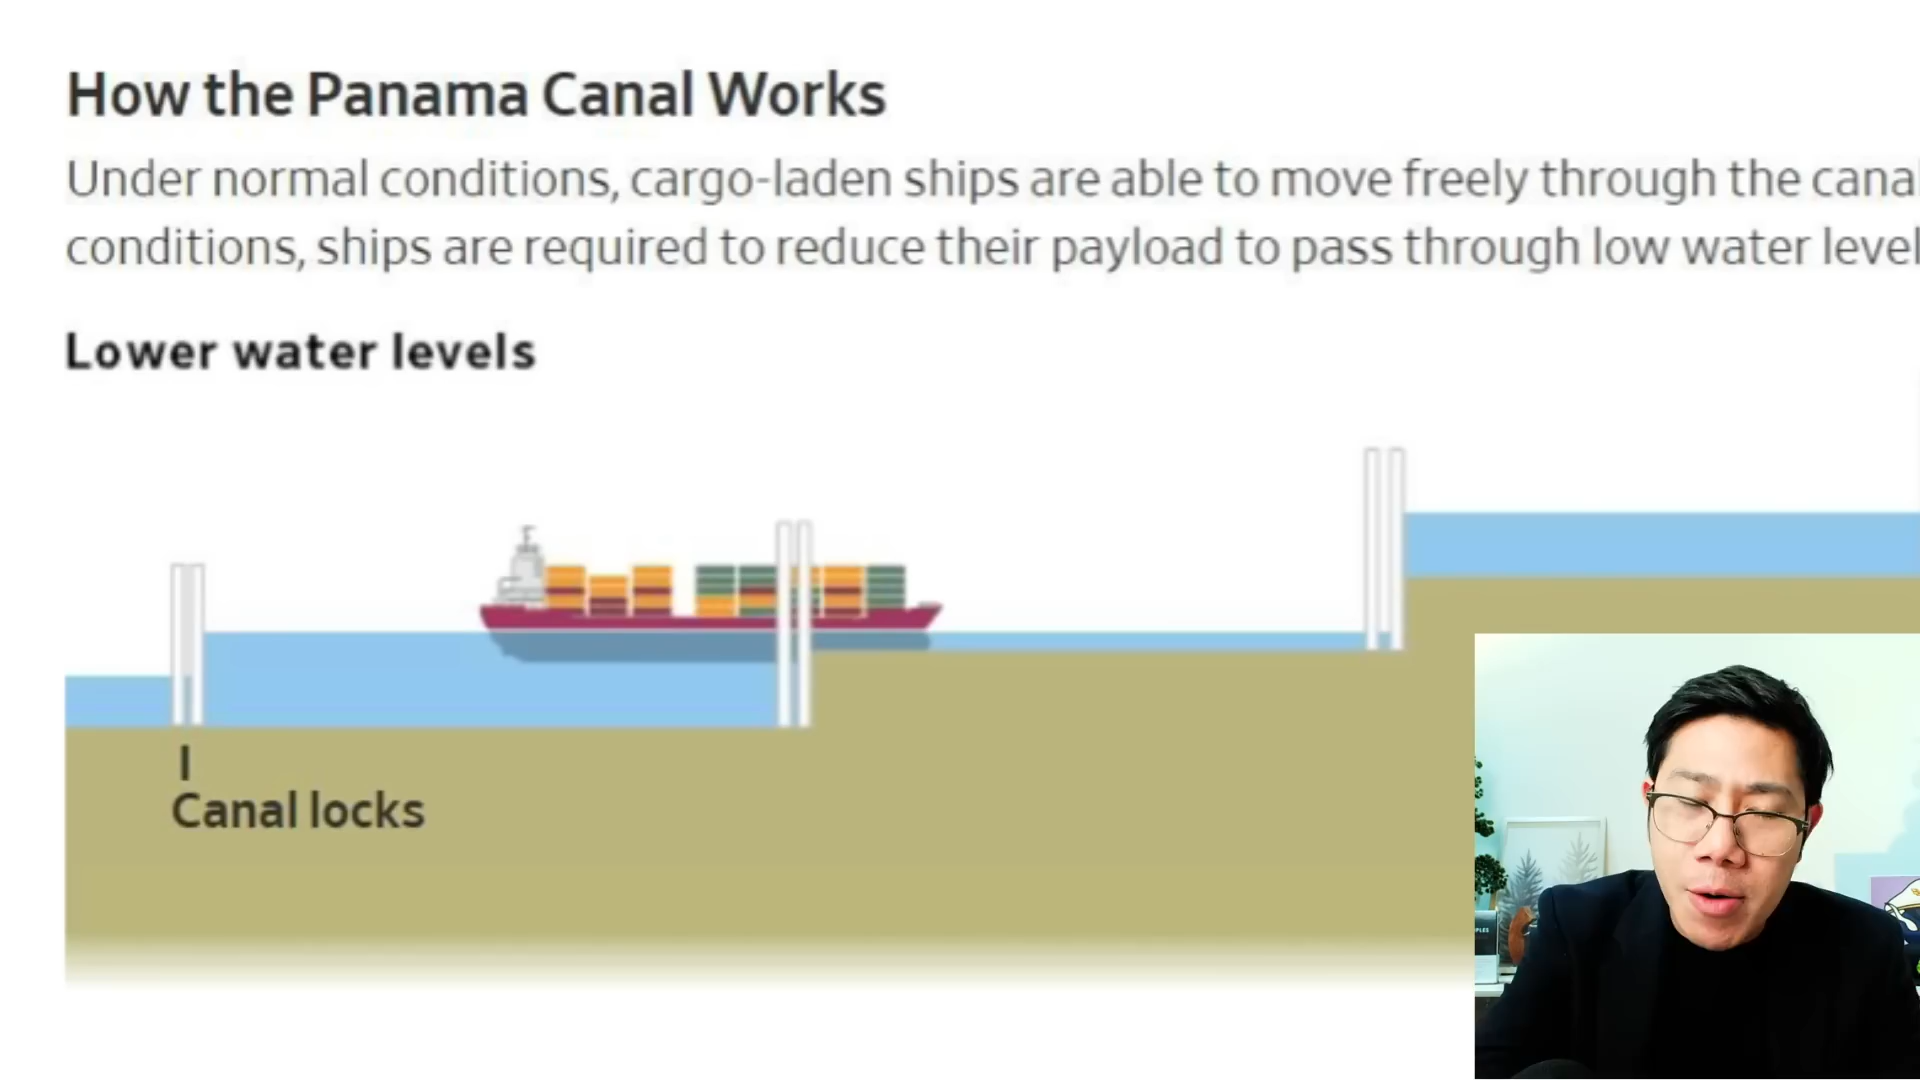 How the Panama Canal Works
Under normal conditions, cargo-laden ships are able to move freely through the canal
conditions, ships are required to reduce their payload to pass through low water level
Lower water levels
Canal locks